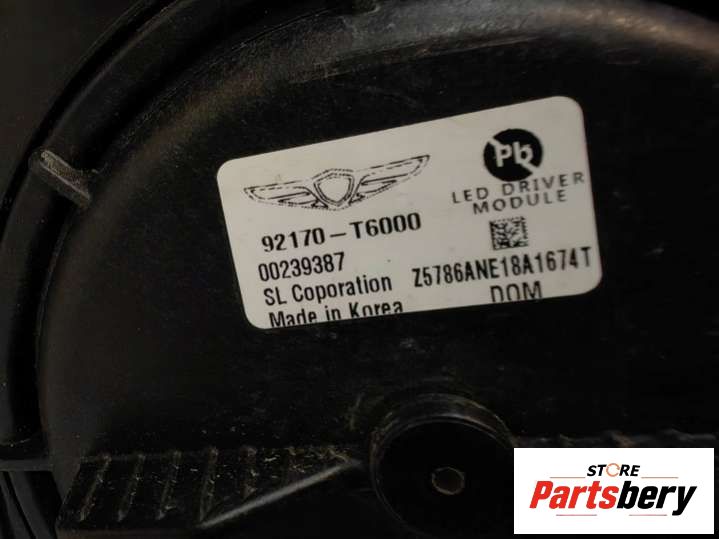 Pb
LED DRIVER
MODULE
92170-T6000
00239387
SL Coporation
Made in Korea
Z5786ANE18A1674T
DOM
STORE
Partsbery